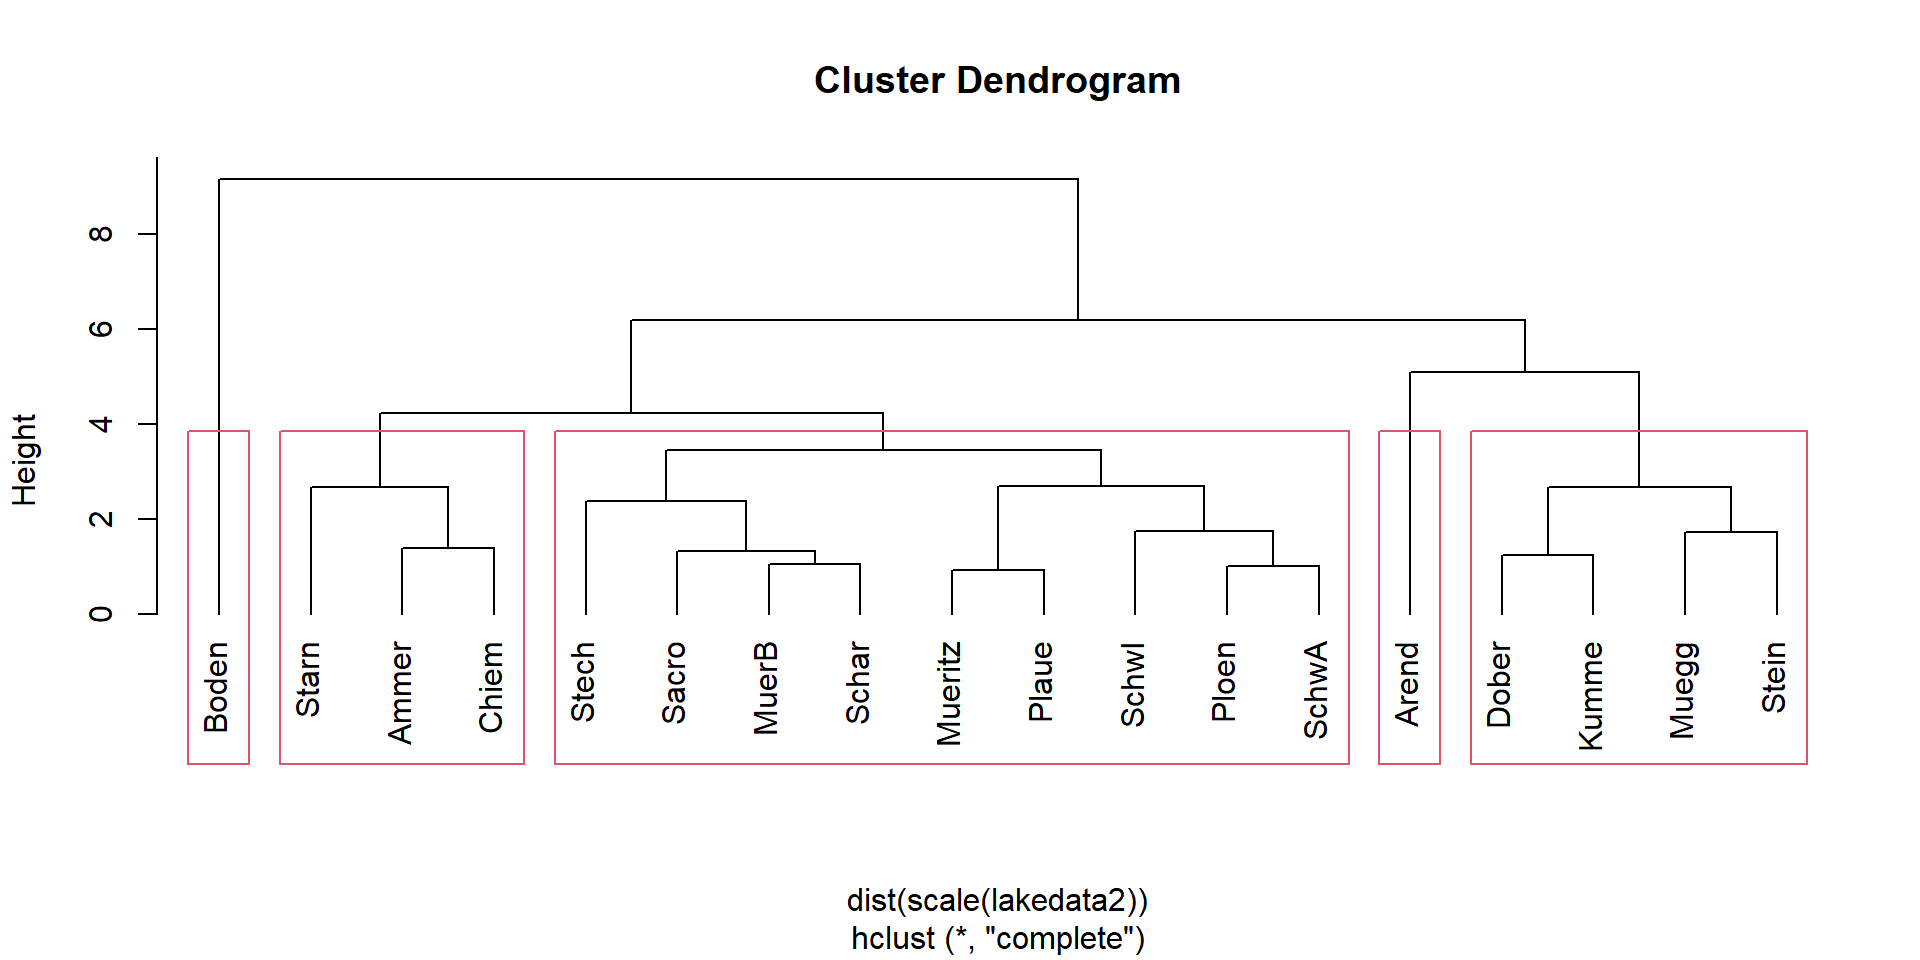 Cluster Dendrogram
Height
8
6
4
2
0
Boden
Starn
Ammer
Chiem
Stech
Sacro
MuerB
Schar
Mueritz
Plaue
Schwl
Ploen
SchwA
Arend
Dober
Kumme
Muegg
Stein
dist(scale(lakedata2))
hclust (*, "complete")